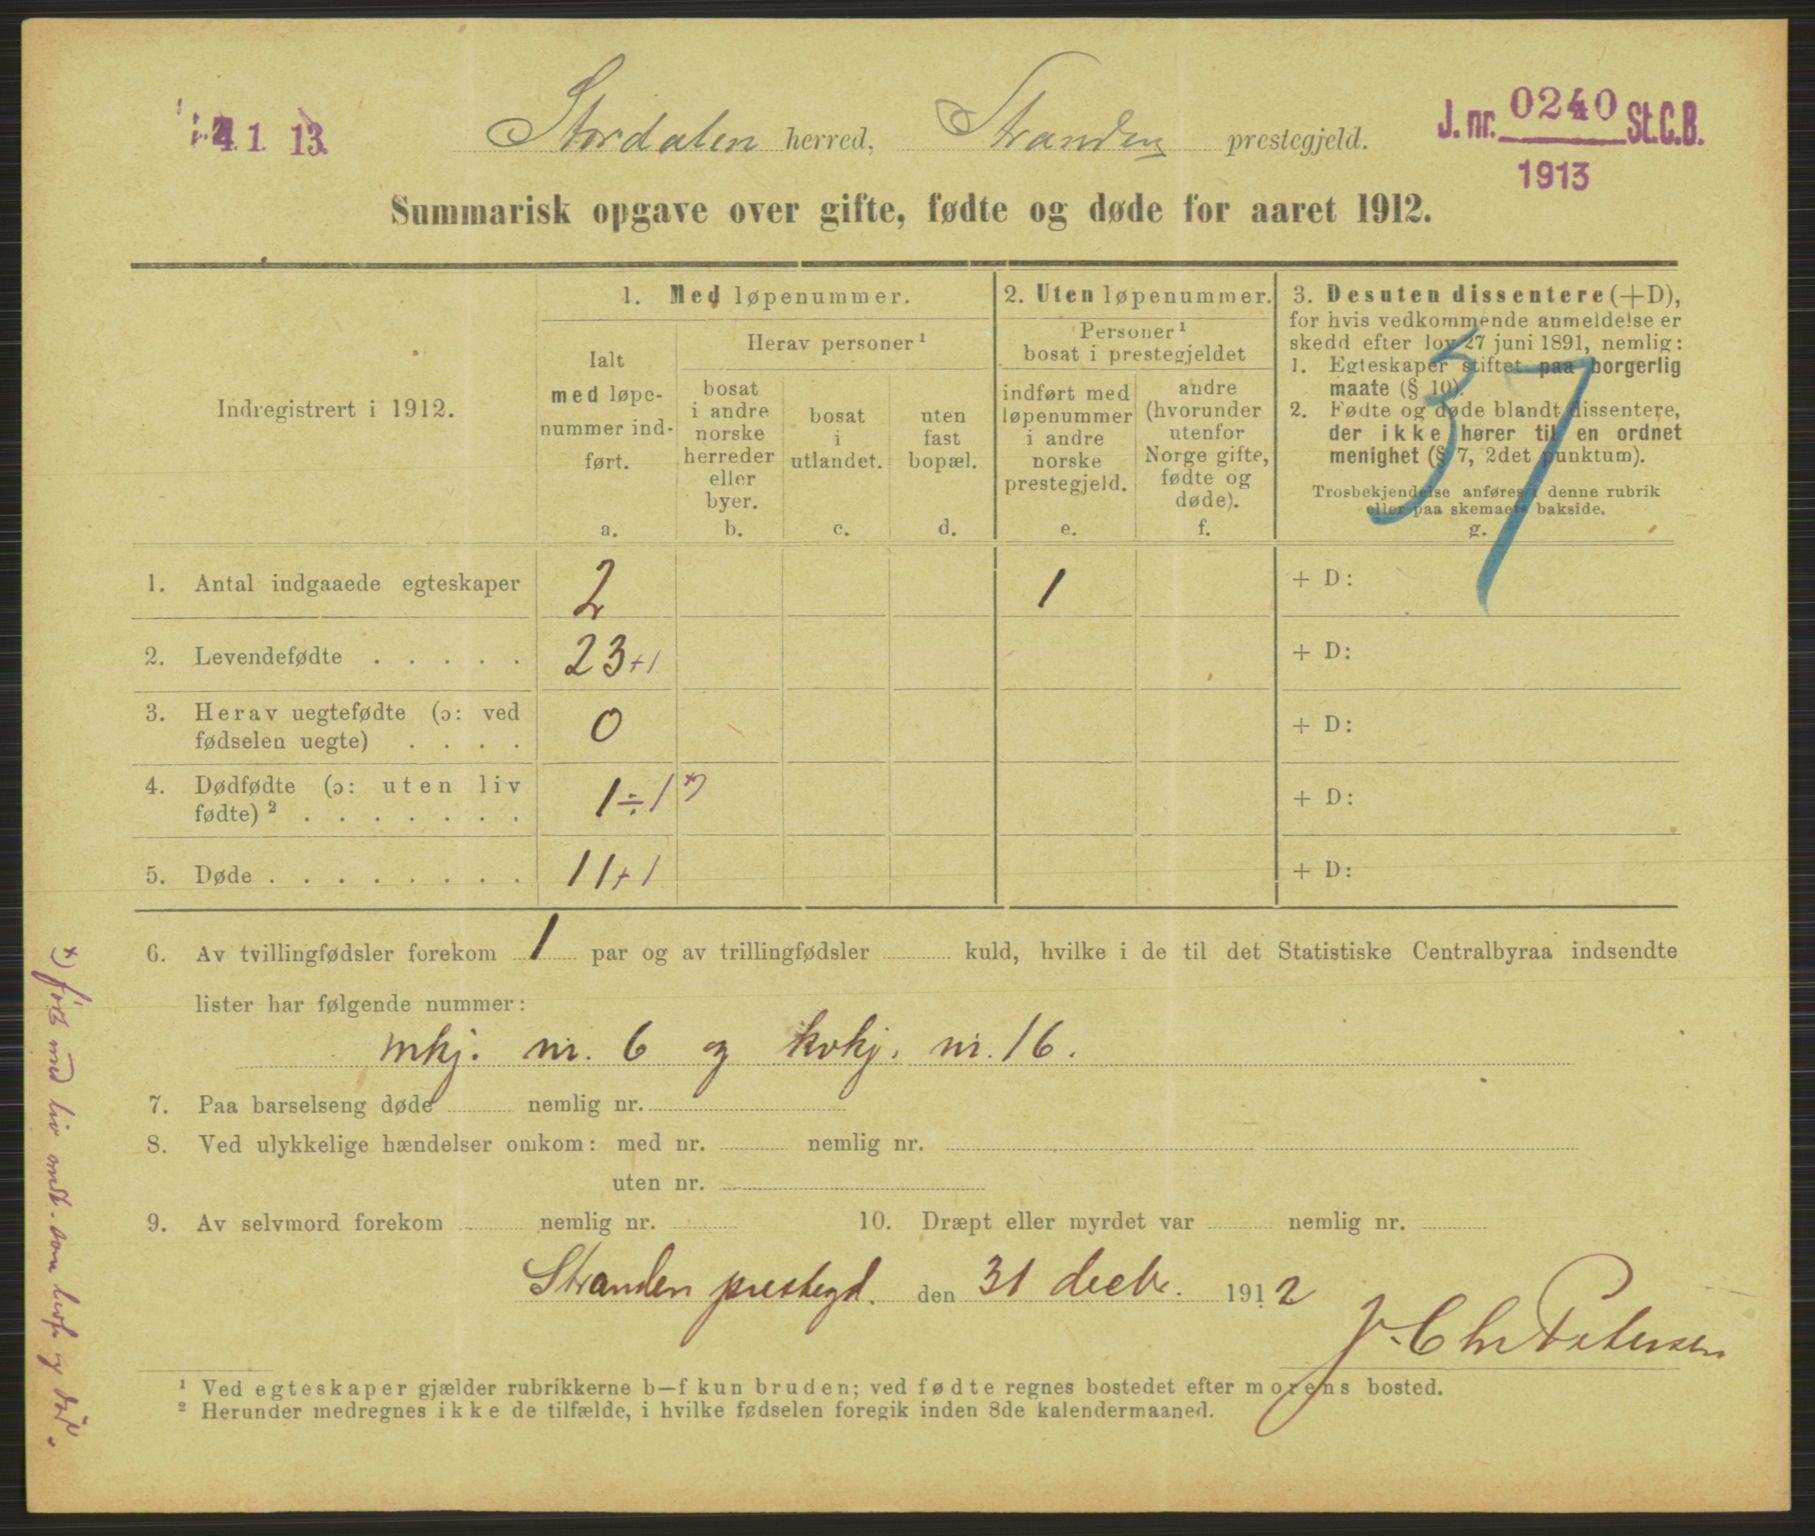 4 1 13.
Stordalen herred, Stranden prestegjeld.
J. nr. 0240 St.C.B.
1913
Summarisk opgave over gifte, fødte og døde for aaret 1912.
Indregistrert i 1912.
1. Med løpenummer.
Ialt
med løpe-
nummer ind-
ført.
a.
Herav personer ¹
bosat
i andre
norske
herreder
eller
byer.
b.
bosat
i
utlandet.
c.
uten
fast
bopæl.
d.
2. Uten løpenummer.
Personer ¹
bosat i prestegjeldet
indført med
løpenummer
i andre
norske
prestegjeld.
e.
andre
(hvorunder
utenfor
Norge gifte,
fødte og
døde).
f.
3. Desuten dissentere (+D),
for hvis vedkommende anmeldelse er
skedd efter lov 27 juni 1891, nemlig:
1. Egteskaper stiftet paa borgerlig
maate (§ 10).
2. Fødte og døde blandt dissentere,
der ikke hører til en ordnet
menighet (§ 7, 2det punktum).
Trosbekjendelse anføres i denne rubrik
eller paa skemaets bakside.
g.
37
1. Antal indgaaede egteskaper 2 1 + D:
2. Levendefødte . . . . . 23 +1 + D:
3. Herav uegtefødte (ɔ: ved
fødselen uegte) . . . . 0 + D:
4. Dødfødte (ɔ: uten liv
fødte) ² . . . . . . . 1 ÷ 1 *) + D:
5. Døde . . . . . . . . 11 +1 + D:
6. Av tvillingfødsler forekom 1 par og av trillingfødsler kuld, hvilke i de til det Statistiske Centralbyraa indsendte
lister har følgende nummer:
mkj. nr. 6 og kvkj. nr. 16.
7. Paa barselseng døde nemlig nr.
8. Ved ulykkelige hændelser omkom: med nr. nemlig nr.
uten nr.
9. Av selvmord forekom nemlig nr. 10. Dræpt eller myrdet var nemlig nr.
Stranden prestegd. den 31 decbr. 1912
J. Chr Petersen
¹ Ved egteskaper gjælder rubrikkerne b—f kun bruden; ved fødte regnes bostedet efter morens bosted.
² Herunder medregnes ikke de tilfælde, i hvilke fødselen foregik inden 8de kalendermaaned.
*) født med liv som og død.